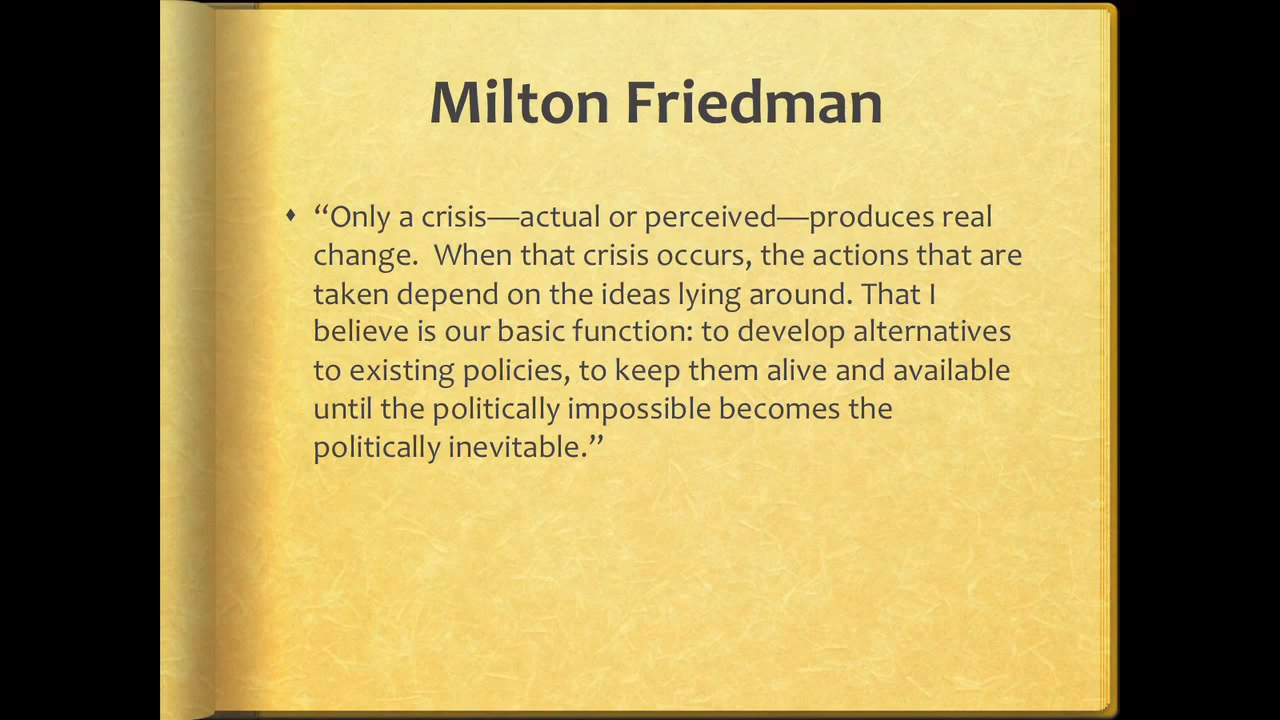 Milton Friedman
“Only a crisis—actual or perceived—produces real
change.  When that crisis occurs, the actions that are
taken depend on the ideas lying around. That I
believe is our basic function: to develop alternatives
to existing policies, to keep them alive and available
until the politically impossible becomes the
politically inevitable.”